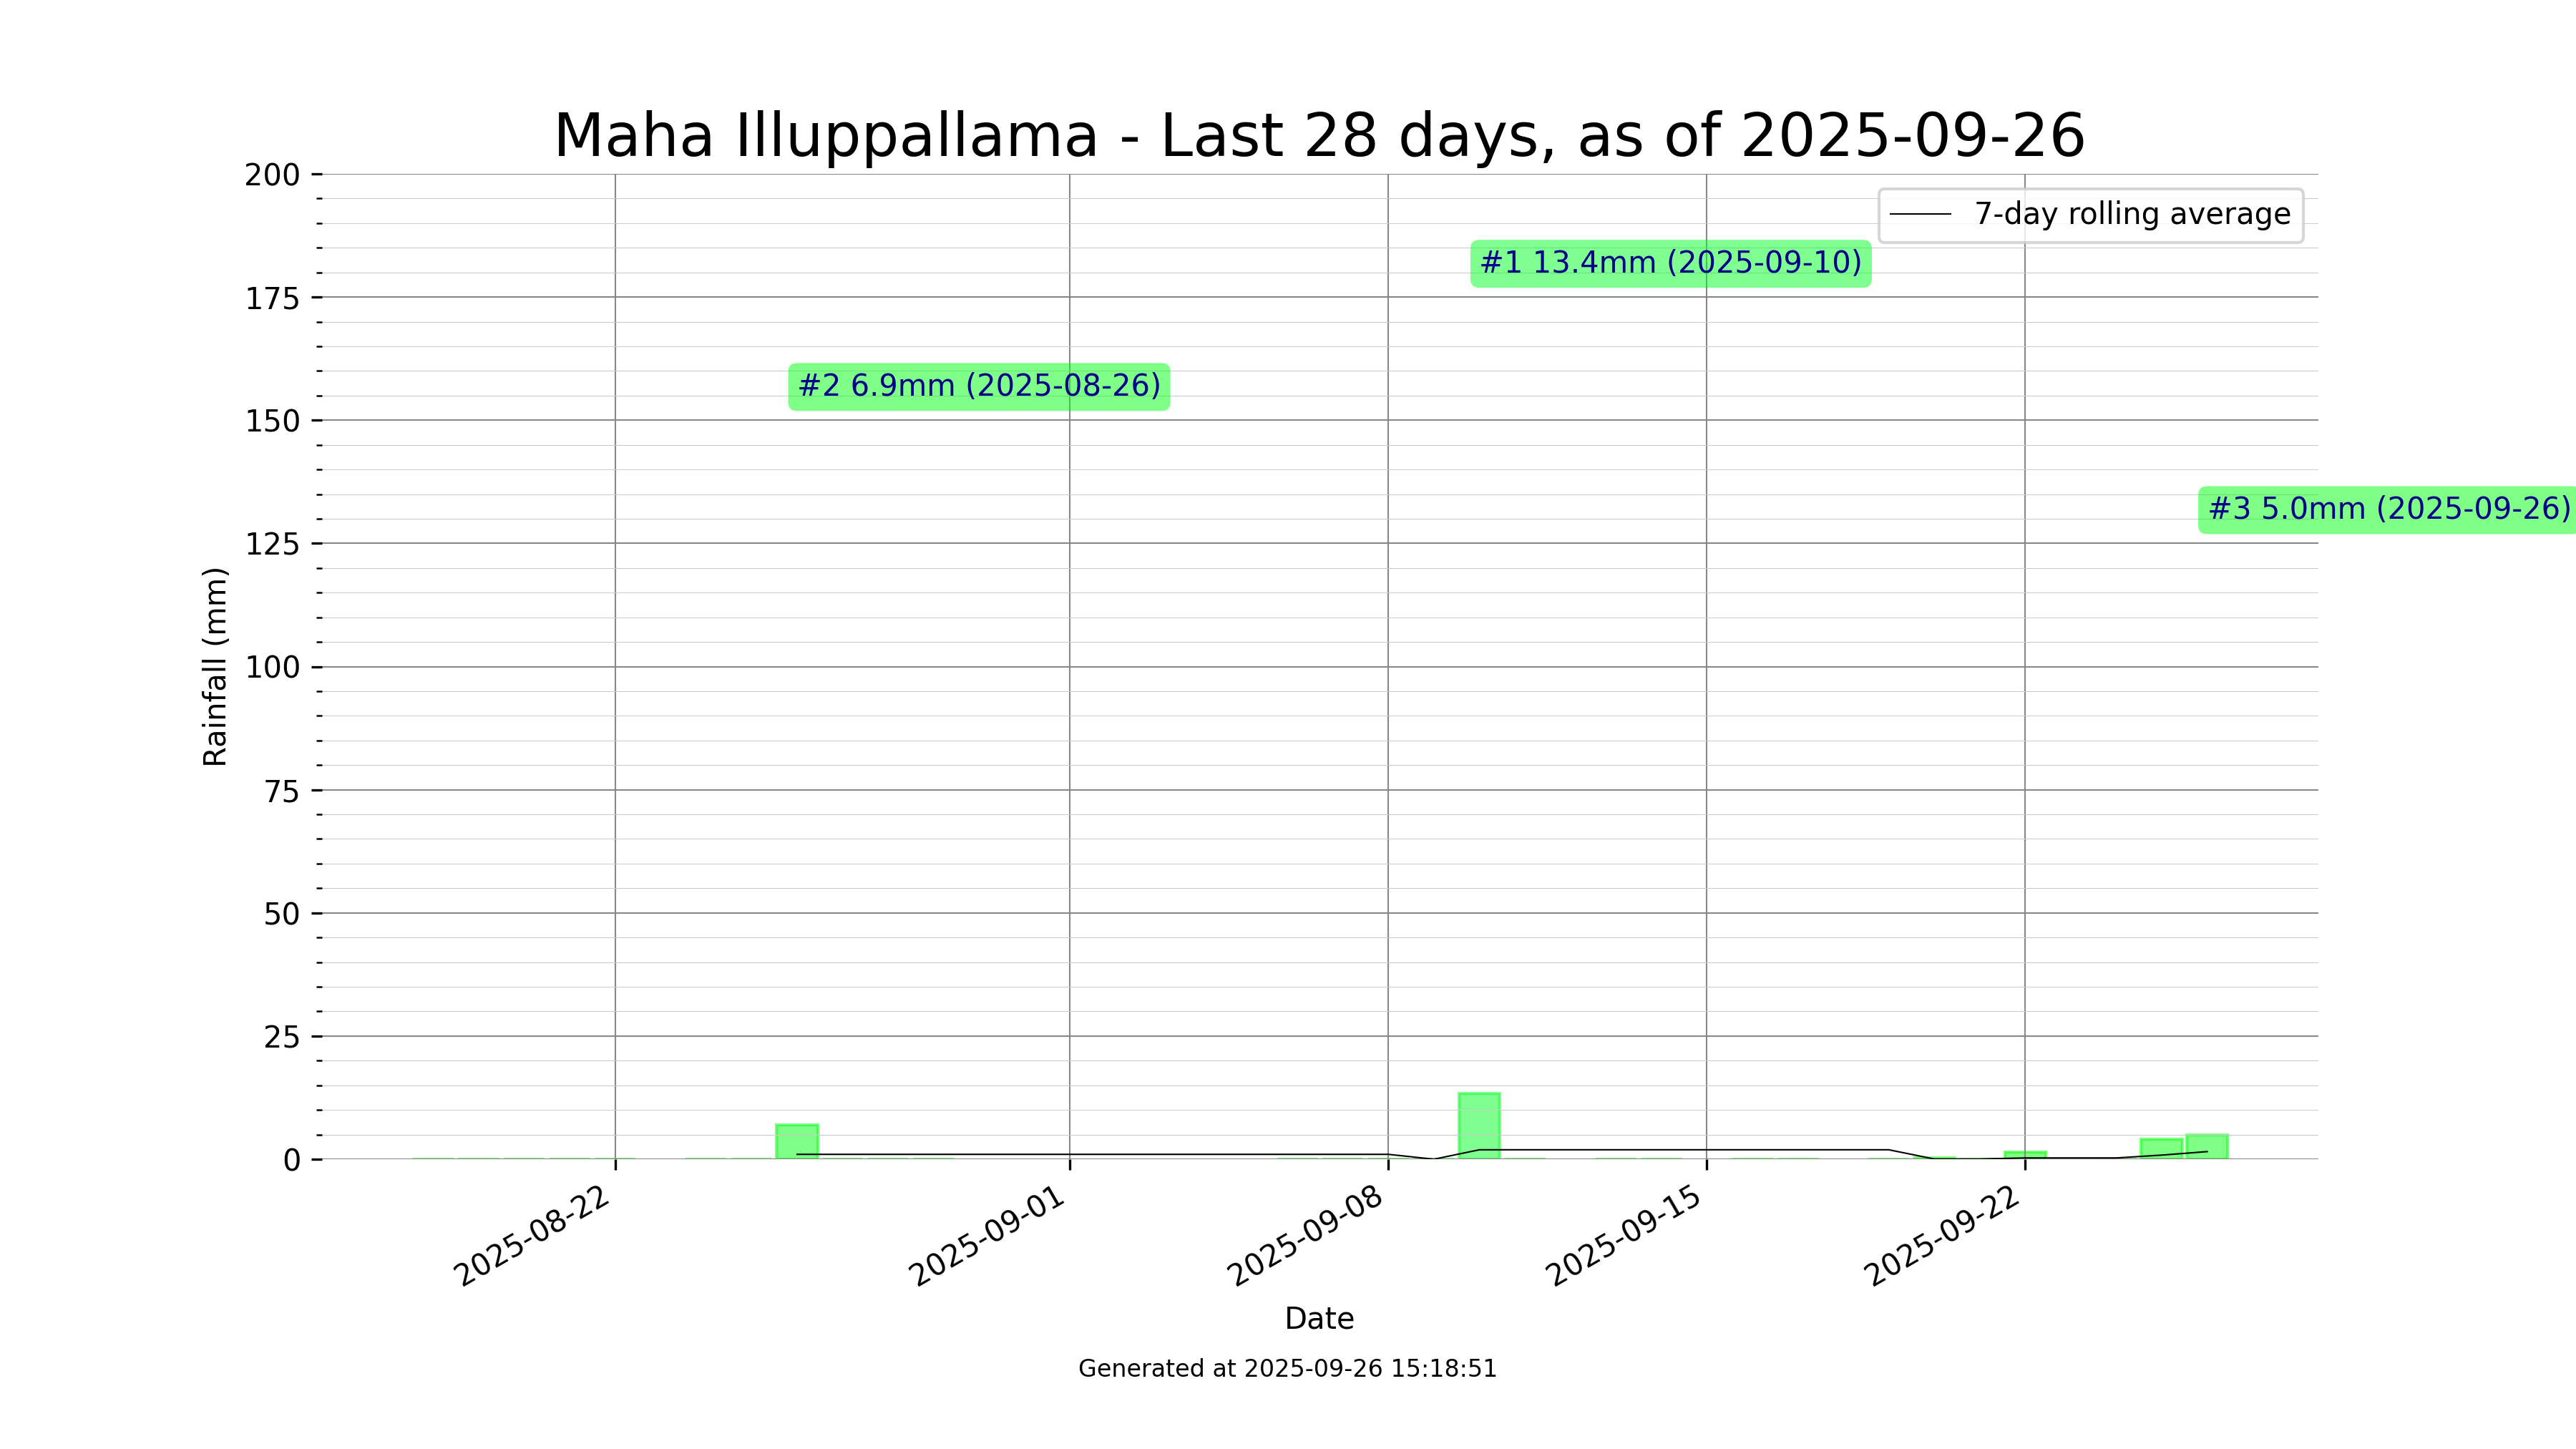 Maha Illuppallama - Last 28 days, as of 2025-09-26
7-day rolling average
#1 13.4mm (2025-09-10)
#2 6.9mm (2025-08-26)
#3 5.0mm (2025-09-26)
Rainfall (mm)
200
175
150
125
100
75
50
25
0
2025-08-22
2025-09-01
2025-09-08
2025-09-15
2025-09-22
Date
Generated at 2025-09-26 15:18:51